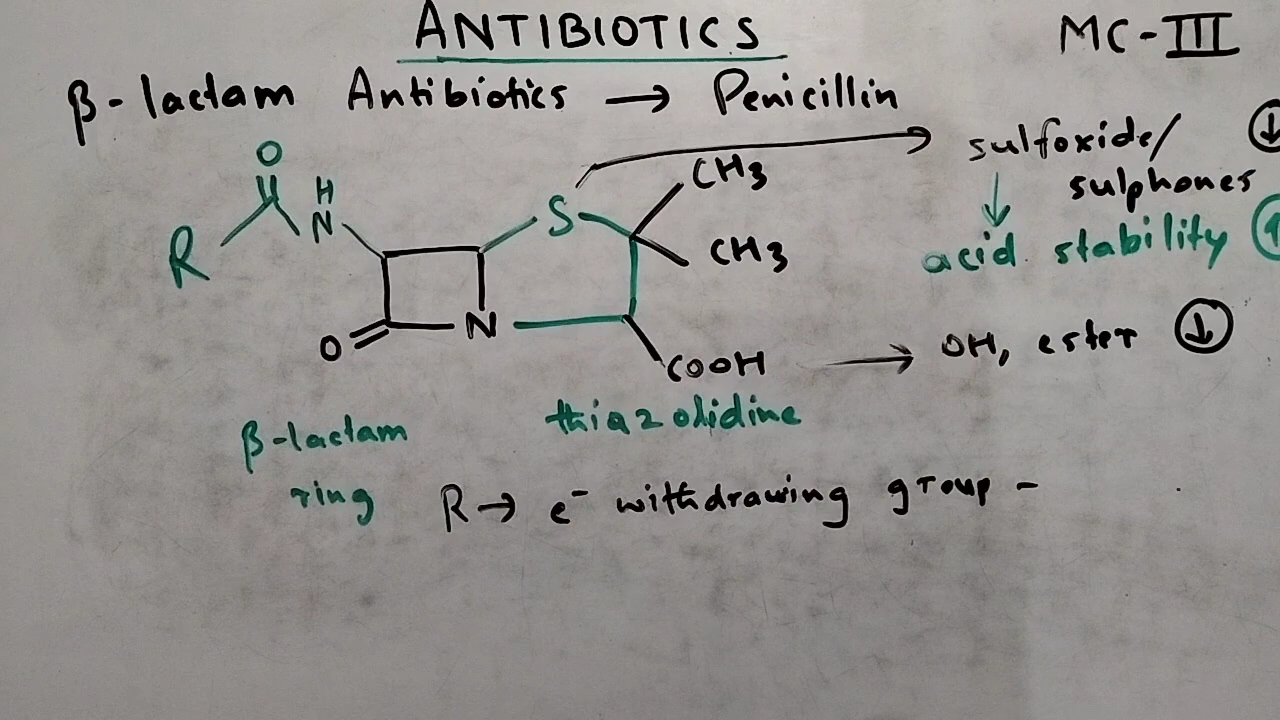 ANTIBIOTICS
MC-III
β-lactam Antibiotics → Penicillin
sulfoxide/ ↓
sulphones
↓
acid stability ↑
O
H
R N S CH3
CH3
O N
COOH → OH, ester ↓
β-lactam thiazolidine
ring
R → e⁻ withdrawing group -